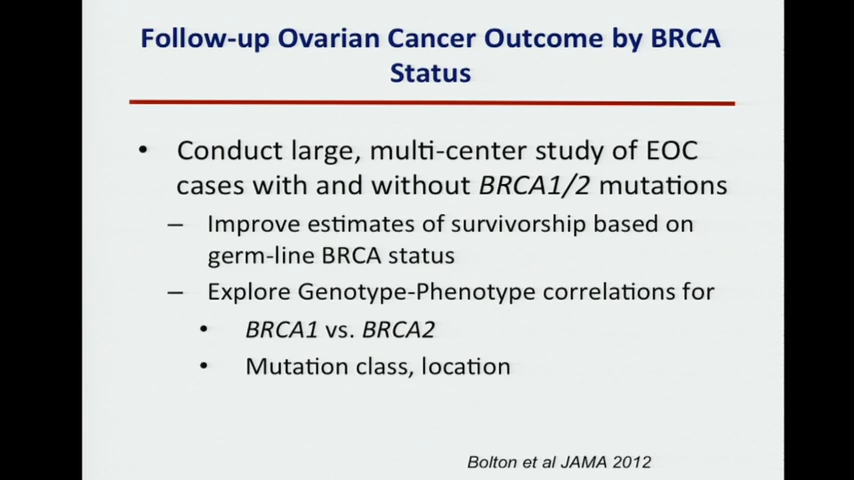 Follow-up Ovarian Cancer Outcome by BRCA
Status
• Conduct large, multi-center study of EOC
cases with and without BRCA1/2 mutations
– Improve estimates of survivorship based on
germ-line BRCA status
– Explore Genotype-Phenotype correlations for
• BRCA1 vs. BRCA2
• Mutation class, location
Bolton et al JAMA 2012